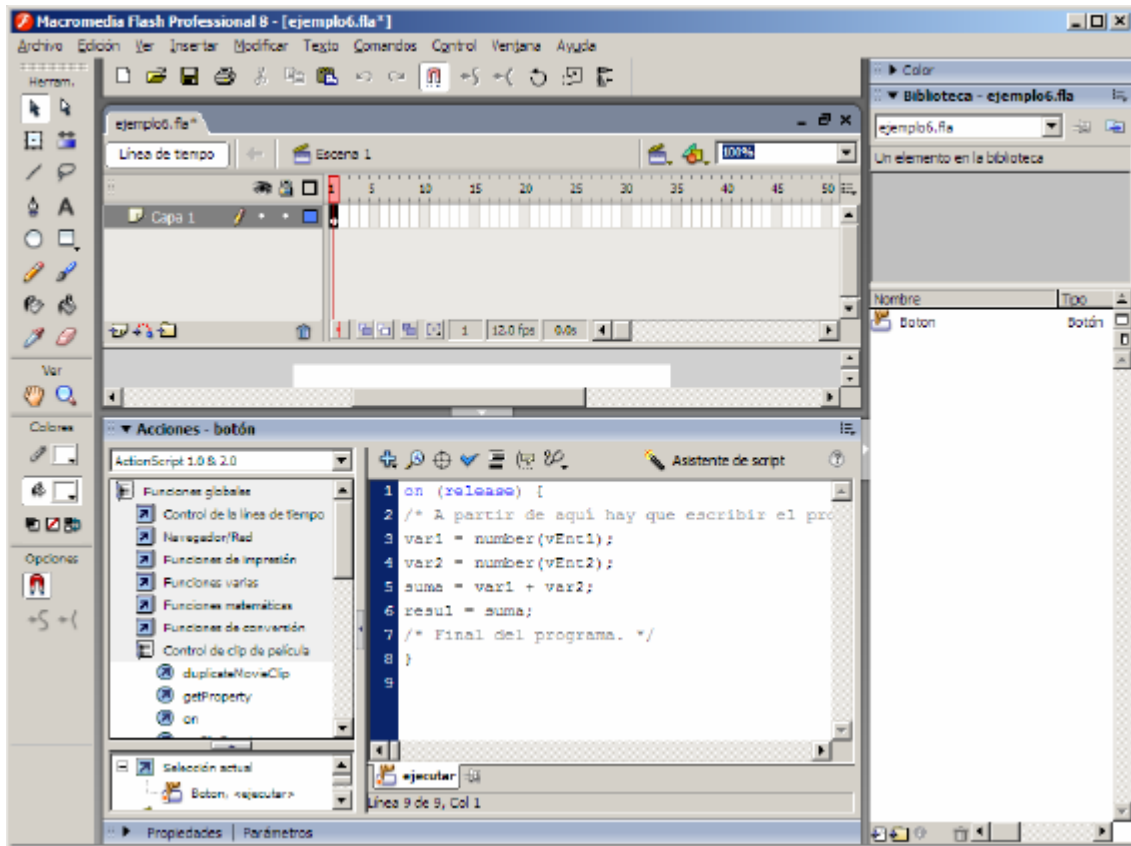 Macromedia Flash Professional 8 - [ejemplo6.fla*]
Archivo Edición Ver Insertar Modificar Texto Comandos Control Ventana Ayuda
Herram.
Ver
Colores
Opciones
ejemplo6.fla*
Línea de tiempo
Escena 1
100%
1 5 10 15 20 25 30 35 40 45 50
Capa 1
1 12.0 fps 0.0s
Acciones - botón
ActionScript 1.0 & 2.0
Funciones globales
Control de la línea de tiempo
Navegador/Red
Funciones de impresión
Funciones varias
Funciones matemáticas
Funciones de conversión
Control de clip de película
duplicateMovieClip
getProperty
on
Selección actual
Boton, <ejecutar>
Asistente de script
1 on (release) {
2 /* A partir de aquí hay que escribir el pro
3 var1 = number(vEnt1);
4 var2 = number(vEnt2);
5 suma = var1 + var2;
6 resul = suma;
7 /* Final del programa. */
8 }
9
ejecutar
Línea 9 de 9, Col 1
Propiedades Parámetros
Color
Biblioteca - ejemplo6.fla
ejemplo6.fla
Un elemento en la biblioteca
Nombre Tipo
Boton Botón